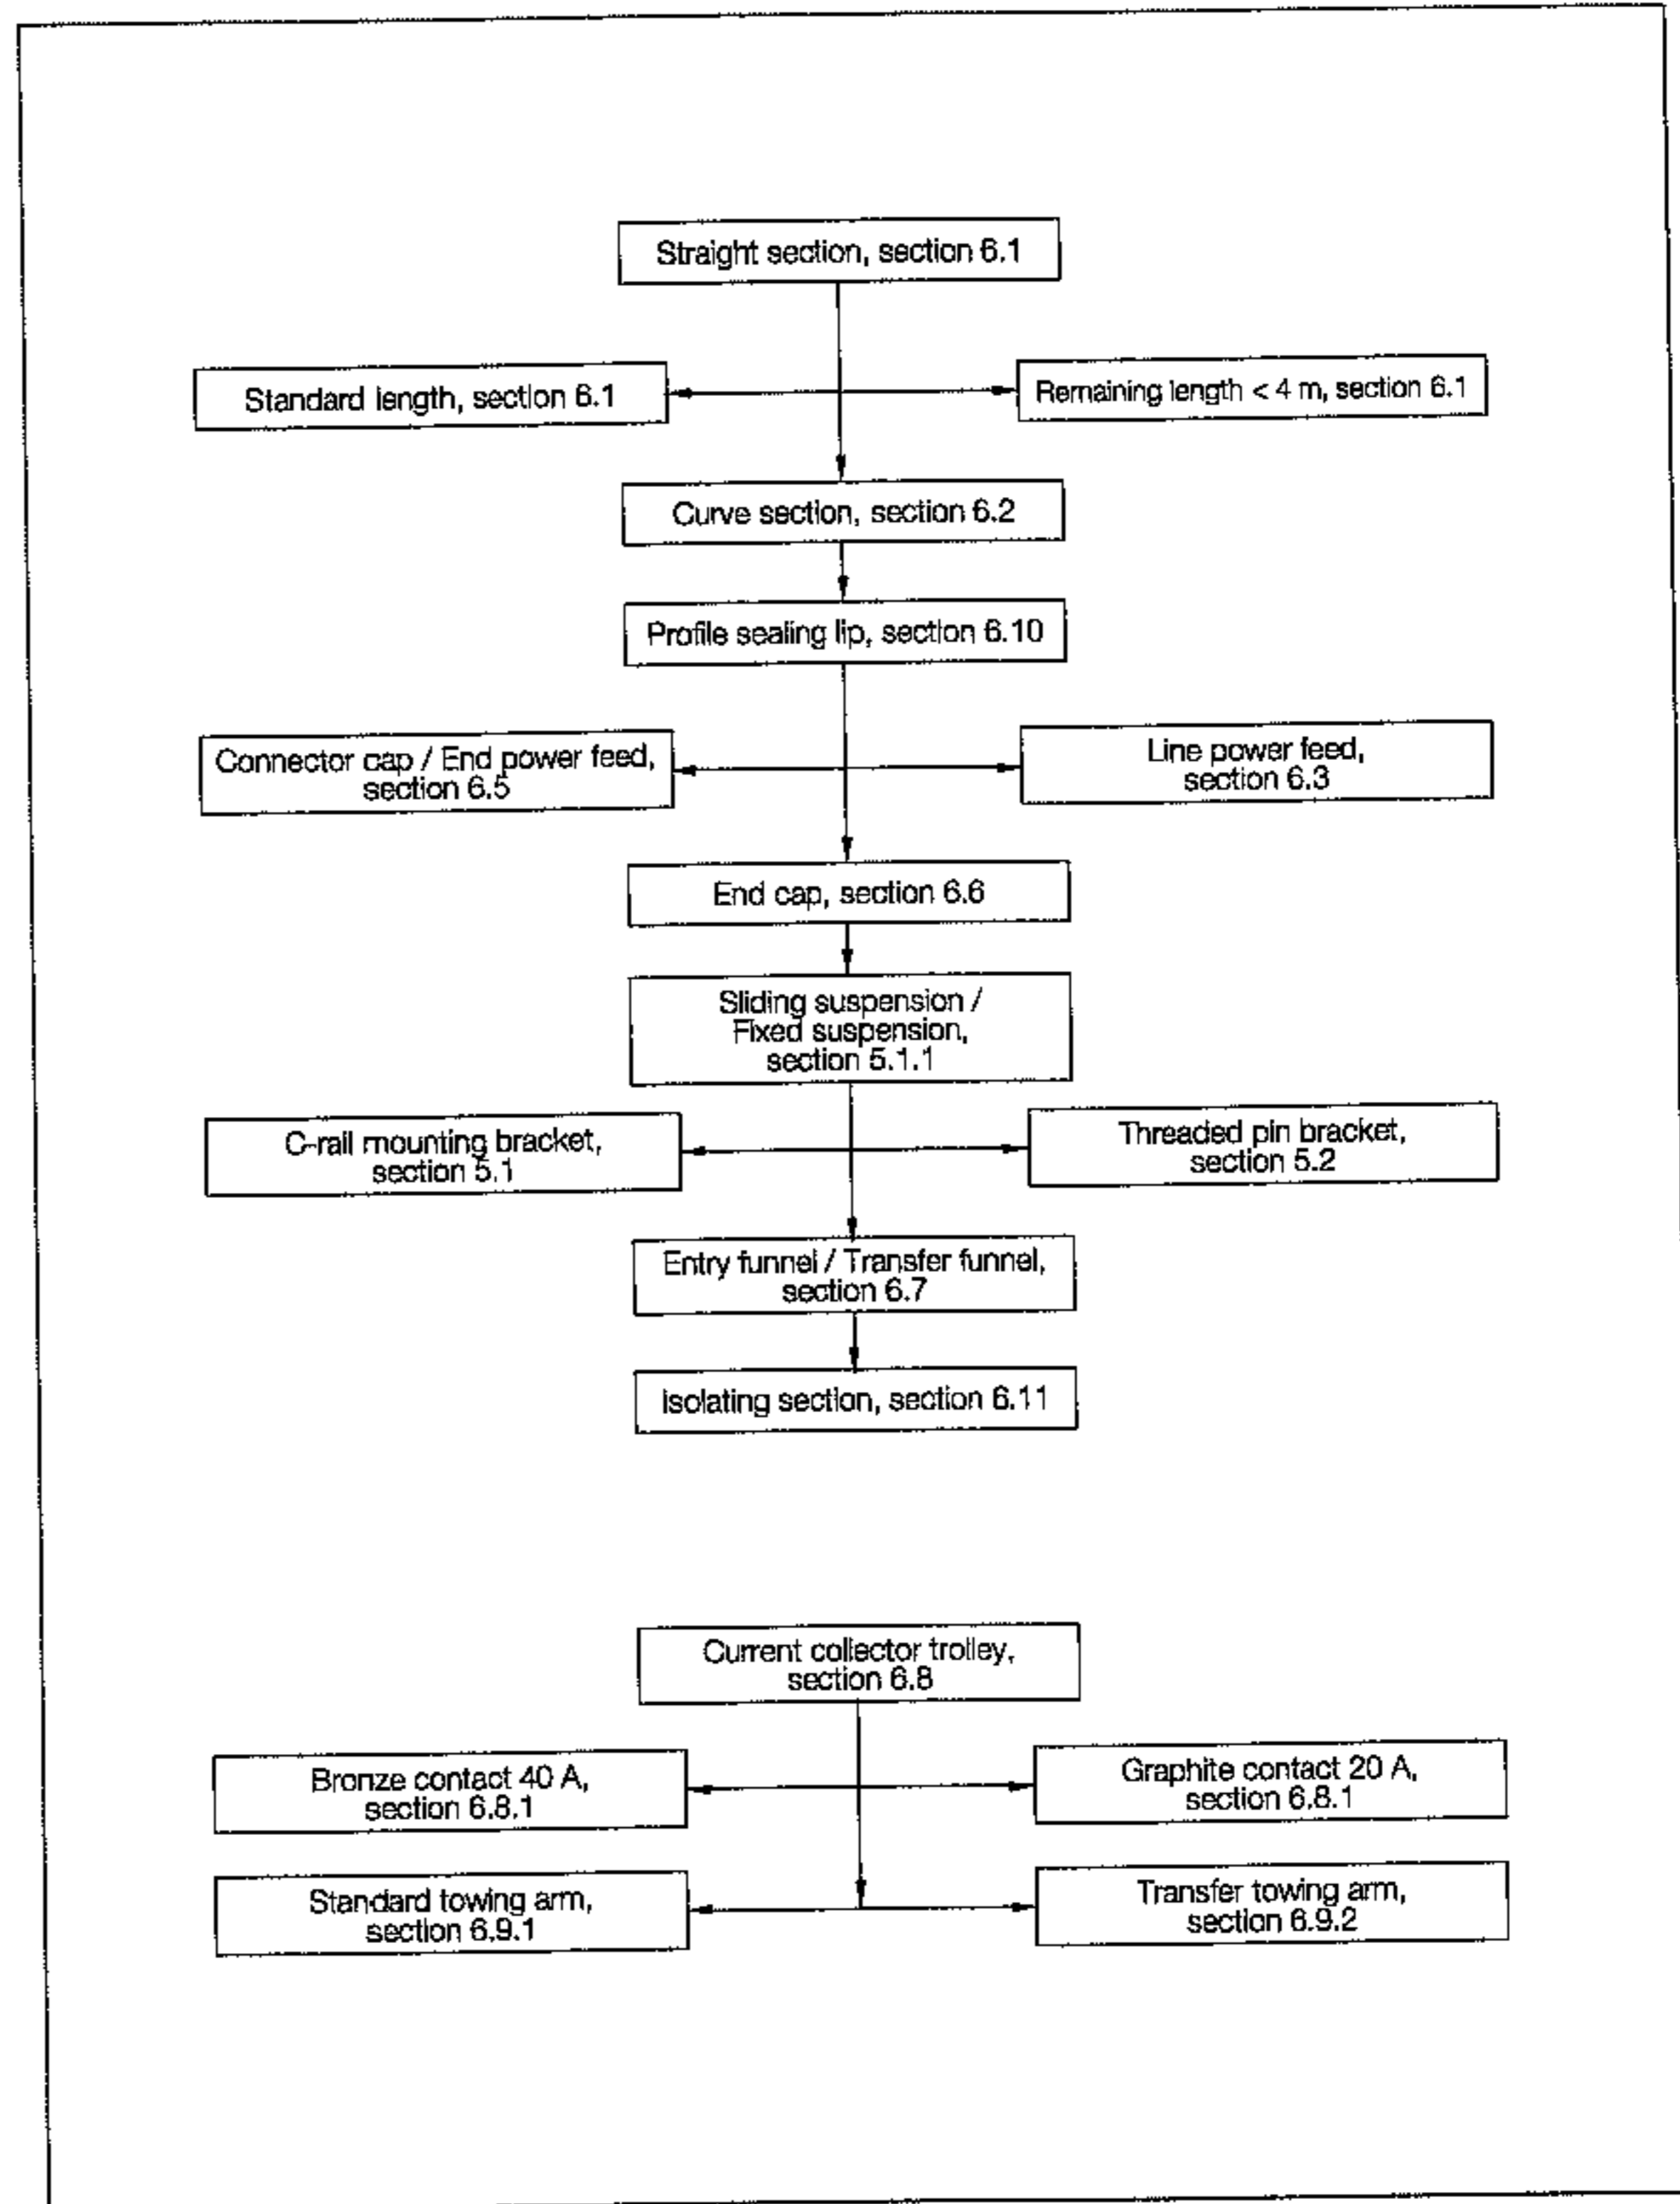 Straight section, section 6.1
Standard length, section 6.1
Remaining length < 4 m, section 6.1
Curve section, section 6.2
Profile sealing lip, section 6.10
Connector cap / End power feed,
section 6.5
Line power feed,
section 6.3
End cap, section 6.6
Sliding suspension /
Fixed suspension,
section 5.1.1
C-rail mounting bracket,
section 5.1
Threaded pin bracket,
section 5.2
Entry funnel / Transfer funnel,
section 6.7
Isolating section, section 6.11
Current collector trolley,
section 6.8
Bronze contact 40 A,
section 6.8.1
Graphite contact 20 A,
section 6.8.1
Standard towing arm,
section 6.9.1
Transfer towing arm,
section 6.9.2